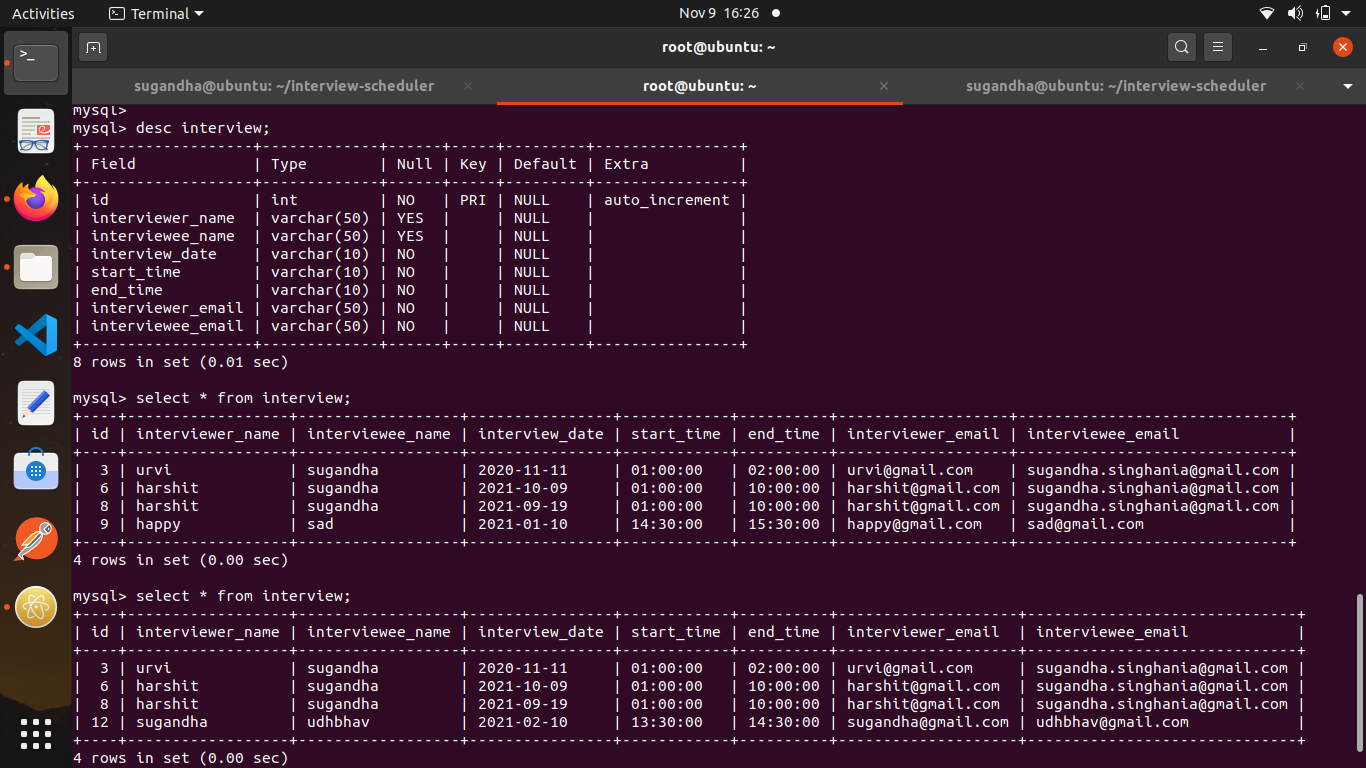 Activities Terminal Nov 9 16:26
root@ubuntu: ~
sugandha@ubuntu: ~/interview-scheduler root@ubuntu: ~ sugandha@ubuntu: ~/interview-scheduler
mysql>
mysql> desc interview;
+-------------------+-------------+------+-----+---------+----------------+
| Field             | Type        | Null | Key | Default | Extra          |
+-------------------+-------------+------+-----+---------+----------------+
| id                | int         | NO   | PRI | NULL    | auto_increment |
| interviewer_name  | varchar(50) | YES  |     | NULL    |                |
| interviewee_name  | varchar(50) | YES  |     | NULL    |                |
| interview_date    | varchar(10) | NO   |     | NULL    |                |
| start_time        | varchar(10) | NO   |     | NULL    |                |
| end_time          | varchar(10) | NO   |     | NULL    |                |
| interviewer_email | varchar(50) | NO   |     | NULL    |                |
| interviewee_email | varchar(50) | NO   |     | NULL    |                |
+-------------------+-------------+------+-----+---------+----------------+
8 rows in set (0.01 sec)
mysql> select * from interview;
+----+------------------+------------------+----------------+------------+----------+-------------------+------------------------------+
| id | interviewer_name | interviewee_name | interview_date | start_time | end_time | interviewer_email | interviewee_email            |
+----+------------------+------------------+----------------+------------+----------+-------------------+------------------------------+
|  3 | urvi             | sugandha         | 2020-11-11     | 01:00:00   | 02:00:00 | urvi@gmail.com    | sugandha.singhania@gmail.com |
|  6 | harshit          | sugandha         | 2021-10-09     | 01:00:00   | 10:00:00 | harshit@gmail.com | sugandha.singhania@gmail.com |
|  8 | harshit          | sugandha         | 2021-09-19     | 01:00:00   | 10:00:00 | harshit@gmail.com | sugandha.singhania@gmail.com |
|  9 | happy            | sad              | 2021-01-10     | 14:30:00   | 15:30:00 | happy@gmail.com   | sad@gmail.com                |
+----+------------------+------------------+----------------+------------+----------+-------------------+------------------------------+
4 rows in set (0.00 sec)
mysql> select * from interview;
+----+------------------+------------------+----------------+------------+----------+--------------------+------------------------------+
| id | interviewer_name | interviewee_name | interview_date | start_time | end_time | interviewer_email  | interviewee_email            |
+----+------------------+------------------+----------------+------------+----------+--------------------+------------------------------+
|  3 | urvi             | sugandha         | 2020-11-11     | 01:00:00   | 02:00:00 | urvi@gmail.com     | sugandha.singhania@gmail.com |
|  6 | harshit          | sugandha         | 2021-10-09     | 01:00:00   | 10:00:00 | harshit@gmail.com  | sugandha.singhania@gmail.com |
|  8 | harshit          | sugandha         | 2021-09-19     | 01:00:00   | 10:00:00 | harshit@gmail.com  | sugandha.singhania@gmail.com |
| 12 | sugandha         | udhbhav          | 2021-02-10     | 13:30:00   | 14:30:00 | sugandha@gmail.com | udhbhav@gmail.com            |
+----+------------------+------------------+----------------+------------+----------+--------------------+------------------------------+
4 rows in set (0.00 sec)